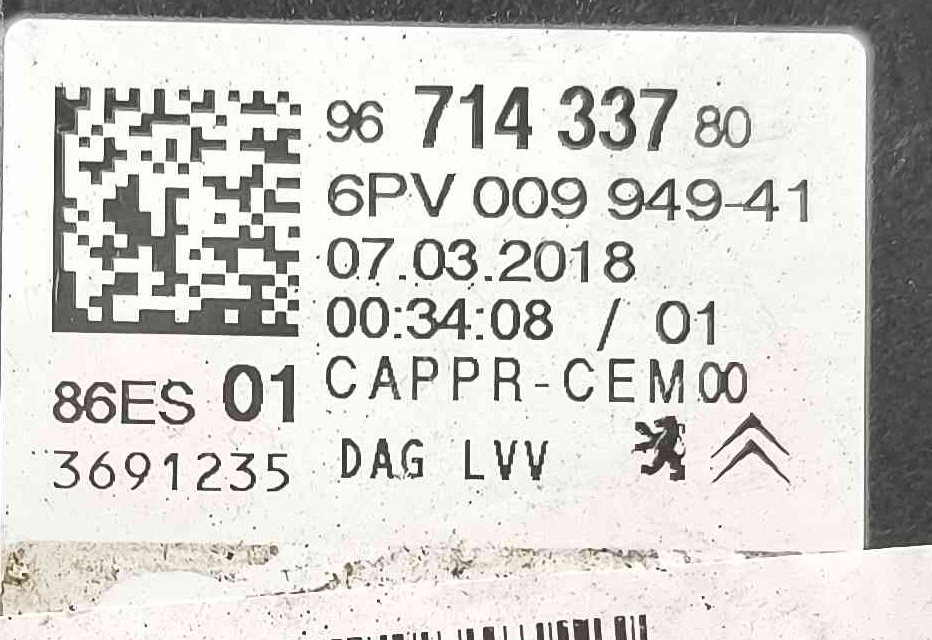 96 714 337 80
6PV 009 949-41
07.03.2018
00:34:08 / 01
CAPPR-CEM00
86ES 01
3691235
DAG LVV